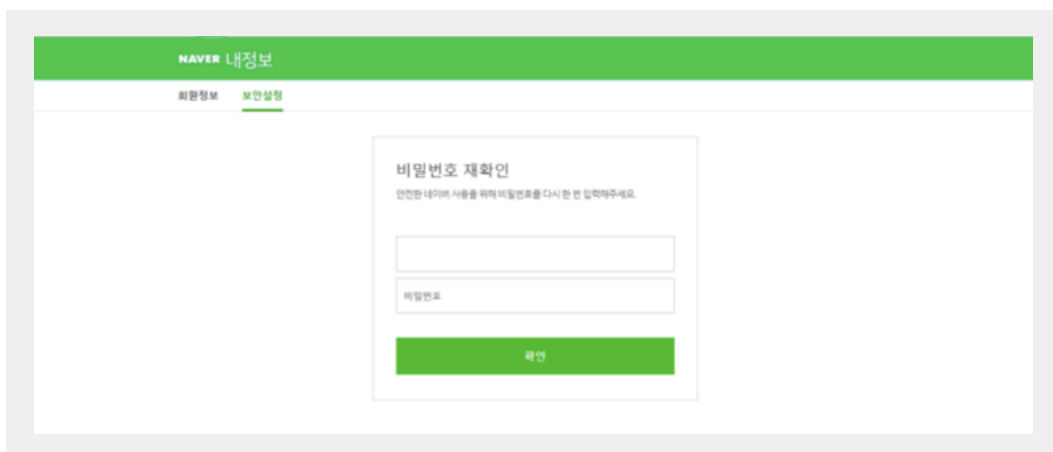 NAVER 내정보
회원정보 보안설정
비밀번호 재확인
안전한 네이버 사용을 위해 비밀번호를 다시 한 번 입력해주세요.
비밀번호
확인